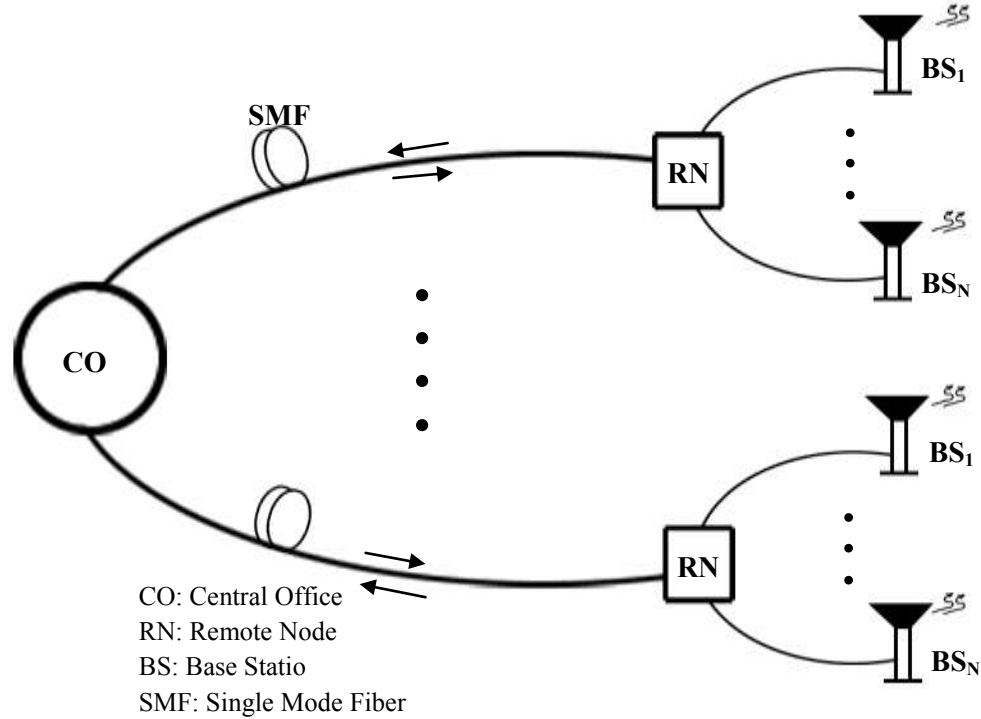 BS1
SMF
RN
BSN
CO
BS1
RN
CO: Central Office
RN: Remote Node
BS: Base Statio
BSN
SMF: Single Mode Fiber